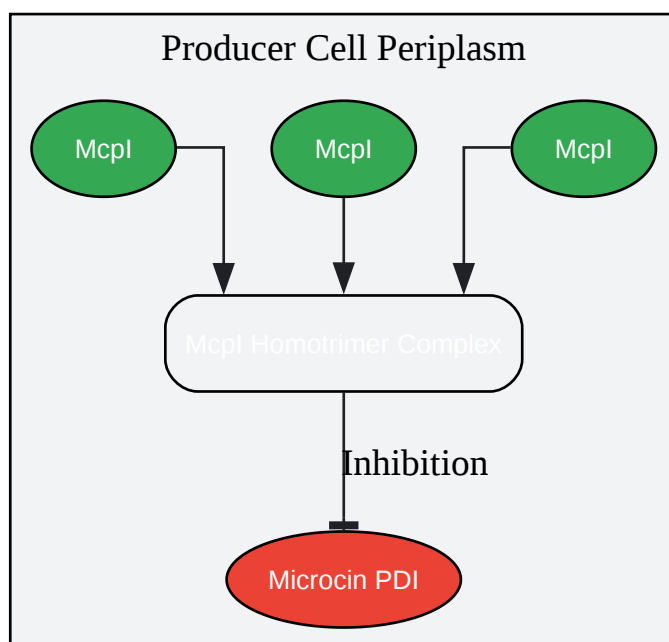 Producer Cell Periplasm
McpI
McpI
McpI
McpI Homotrimer Complex
Inhibition
Microcin PDI